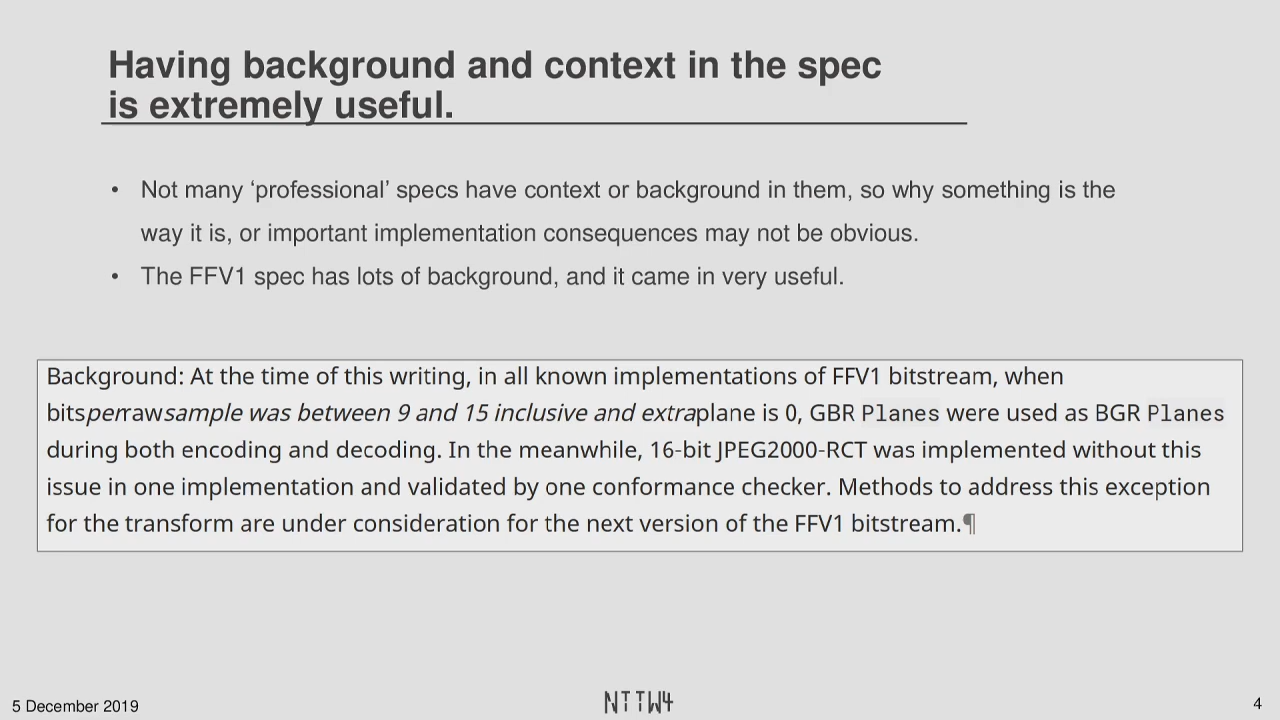 Having background and context in the spec
is extremely useful.
• Not many ‘professional’ specs have context or background in them, so why something is the
way it is, or important implementation consequences may not be obvious.
• The FFV1 spec has lots of background, and it came in very useful.
Background: At the time of this writing, in all known implementations of FFV1 bitstream, when
bitsperrawsample was between 9 and 15 inclusive and extraplane is 0, GBR Planes were used as BGR Planes
during both encoding and decoding. In the meanwhile, 16-bit JPEG2000-RCT was implemented without this
issue in one implementation and validated by one conformance checker. Methods to address this exception
for the transform are under consideration for the next version of the FFV1 bitstream.¶
5 December 2019
NTTW4
4